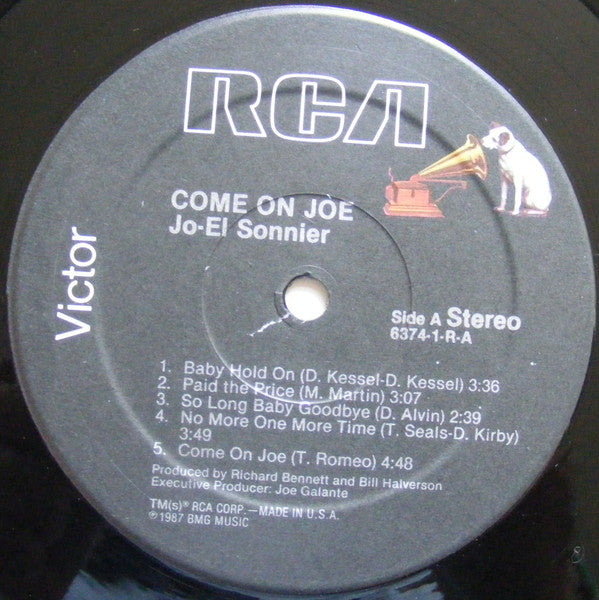 RCA
Victor
COME ON JOE
Jo-El Sonnier
Side A Stereo
6374-1-R-A
1. Baby Hold On (D. Kessel-D. Kessel) 3:36
2. Paid the Price (M. Martin) 3:07
3. So Long Baby Goodbye (D. Alvin) 2:39
4. No More One More Time (T. Seals-D. Kirby)
3:49
5. Come On Joe (T. Romeo) 4:48
Produced by Richard Bennett and Bill Halverson
Executive Producer: Joe Galante
TM(s)® RCA CORP.—MADE IN U.S.A.
℗1987 BMG MUSIC